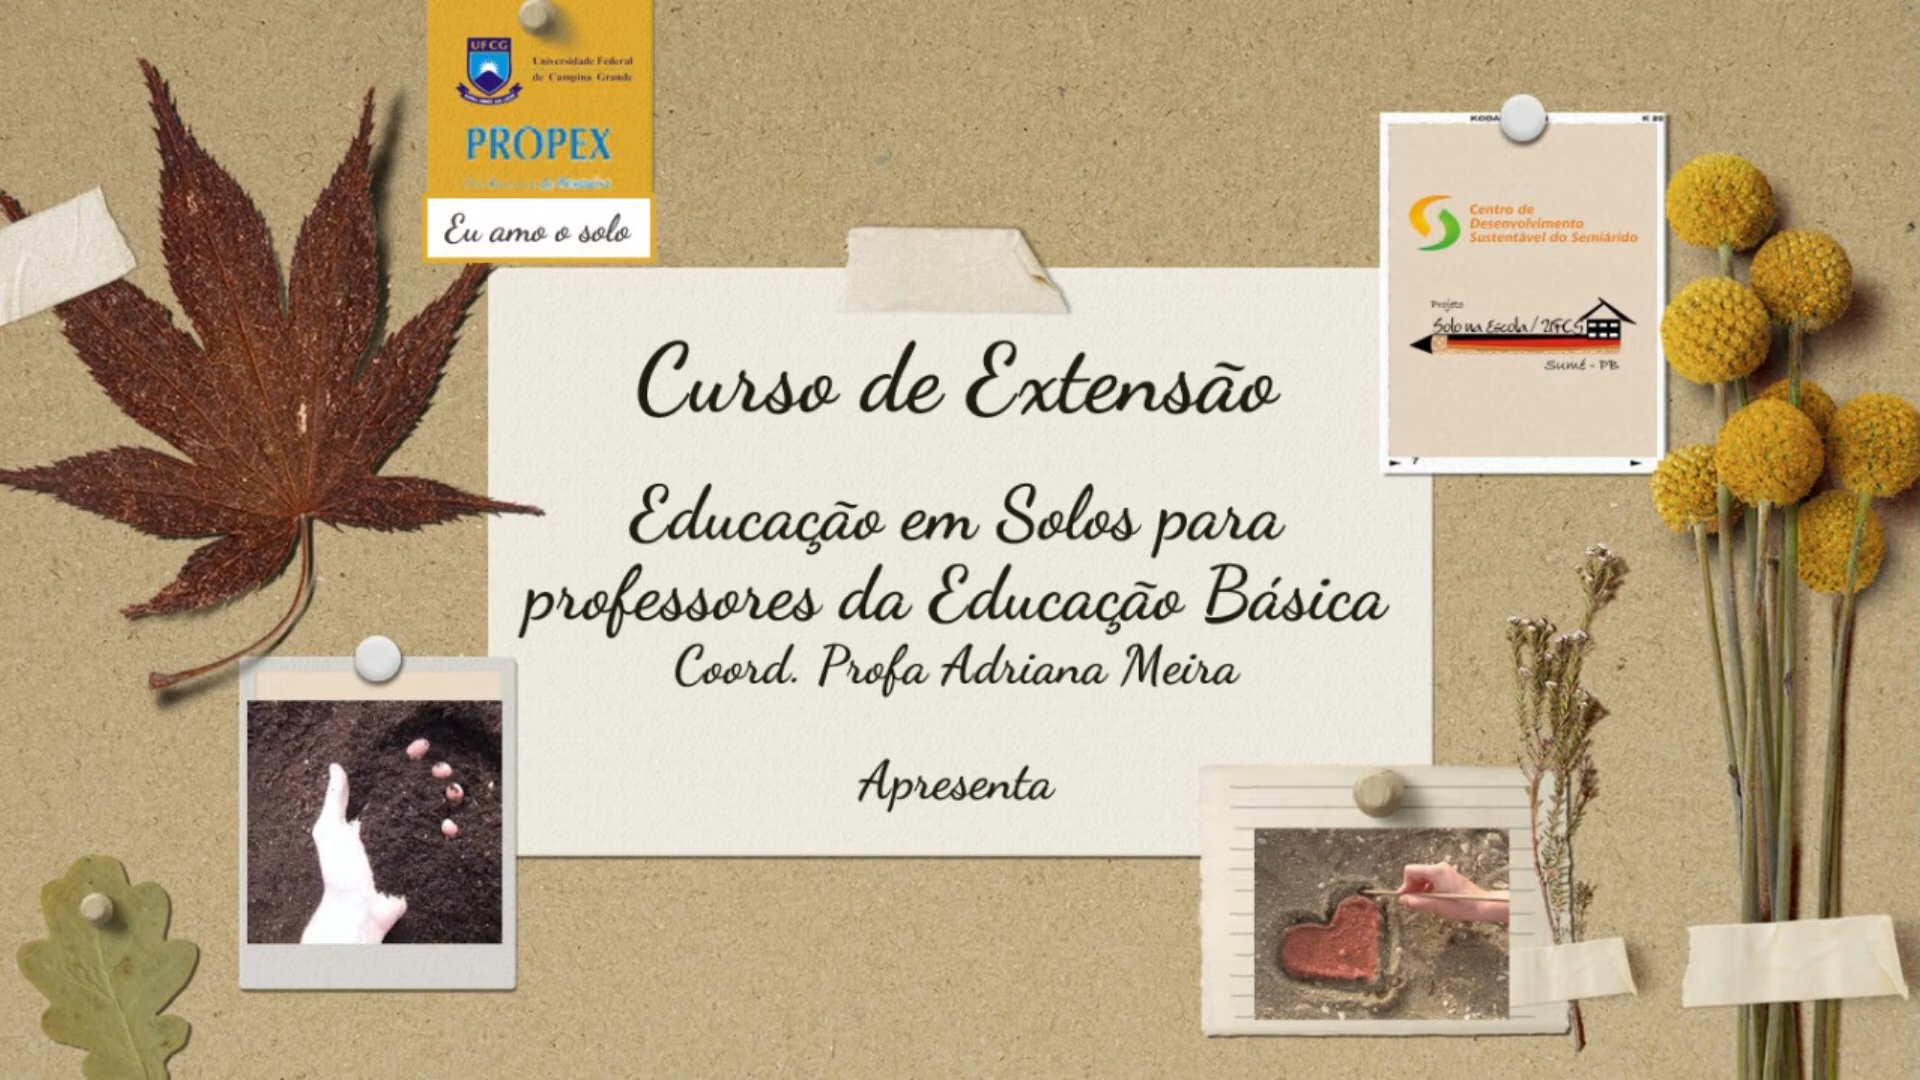 UFCG
Universidade Federal
de Campina Grande
PROPEX
Eu amo o solo
KODA
Centro de
Desenvolvimento
Sustentável do Semiárido
Projeto
Solo na Escola / UFCG
Sumé - PB
7
Curso de Extensão
Educação em Solos para
professores da Educação Básica
Coord. Profa Adriana Meira
Apresenta